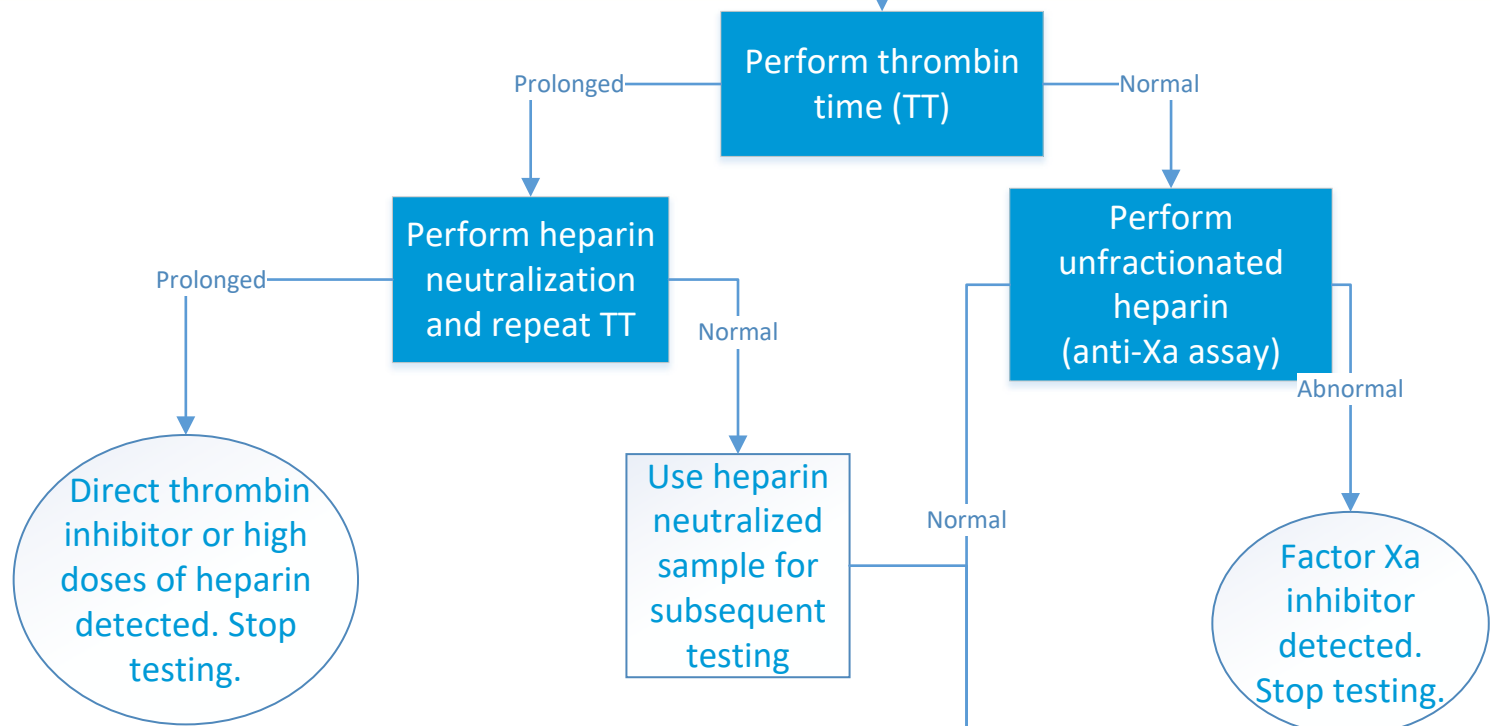 Perform thrombin
time (TT)
Prolonged
Normal
Perform heparin
neutralization
and repeat TT
Perform
unfractionated
heparin
(anti-Xa assay)
Prolonged
Normal
Abnormal
Direct thrombin
inhibitor or high
doses of heparin
detected. Stop
testing.
Use heparin
neutralized
sample for
subsequent
testing
Normal
Factor Xa
inhibitor
detected.
Stop testing.